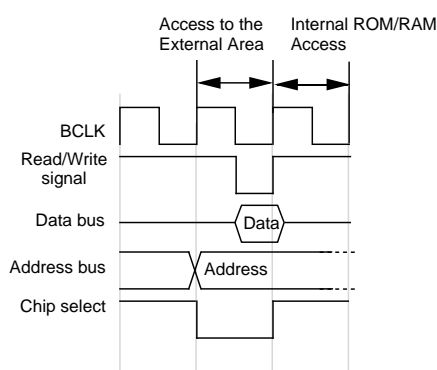 Access to the
External Area
Internal ROM/RAM
Access
BCLK
Read/Write
signal
Data bus
Data
Address bus
Address
Chip select